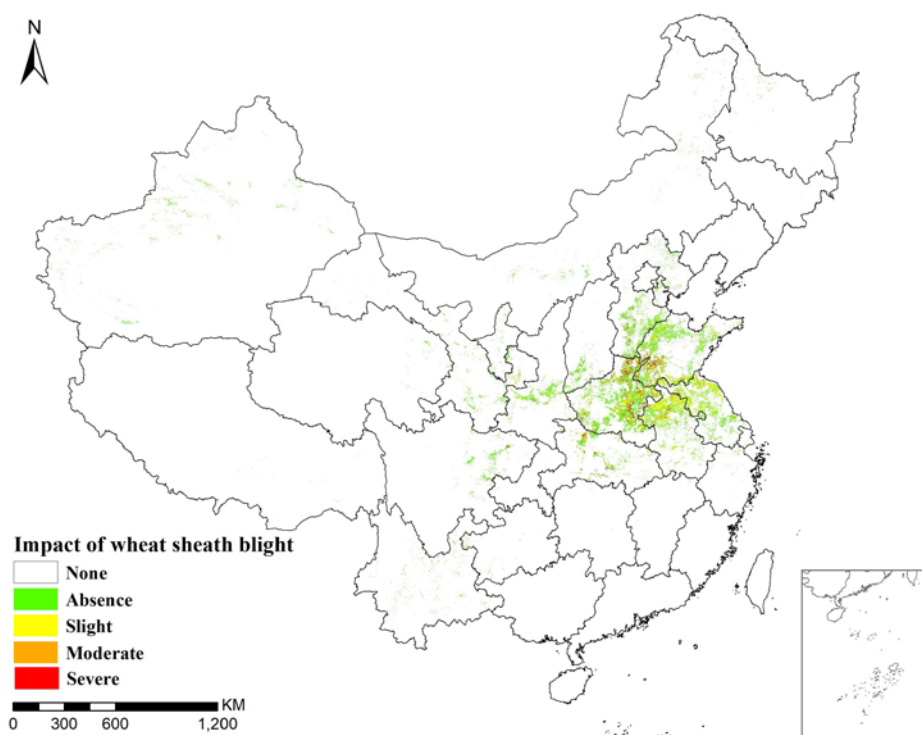 N
Impact of wheat sheath blight
None
Absence
Slight
Moderate
Severe
KM
0 300 600 1,200